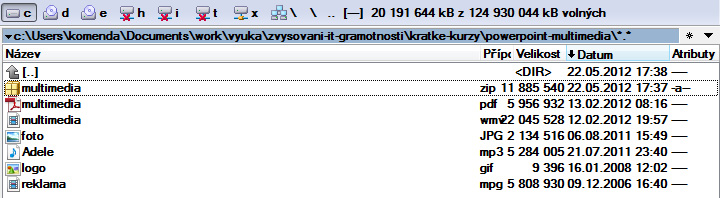 c d e h i t x \ \ .. [—] 20 191 644 kB z 124 930 044 kB volných
c:\Users\komenda\Documents\work\vyuka\zvysovani-it-gramotnosti\kratke-kurzy\powerpoint-multimedia\*.* * ▼
Název Přípo Velikost Datum Atributy
[..] <DIR> 22.05.2012 17:38 —
multimedia zip 11 885 540 22.05.2012 17:37 -a--
multimedia pdf 5 956 932 13.02.2012 08:16 —
multimedia wmv 22 045 528 12.02.2012 19:57 —
foto JPG 2 134 516 06.08.2011 15:49 —
Adele mp3 5 284 005 21.07.2011 23:40 —
logo gif 9 396 16.01.2008 12:02 —
reklama mpg 5 808 930 09.12.2006 16:40 —